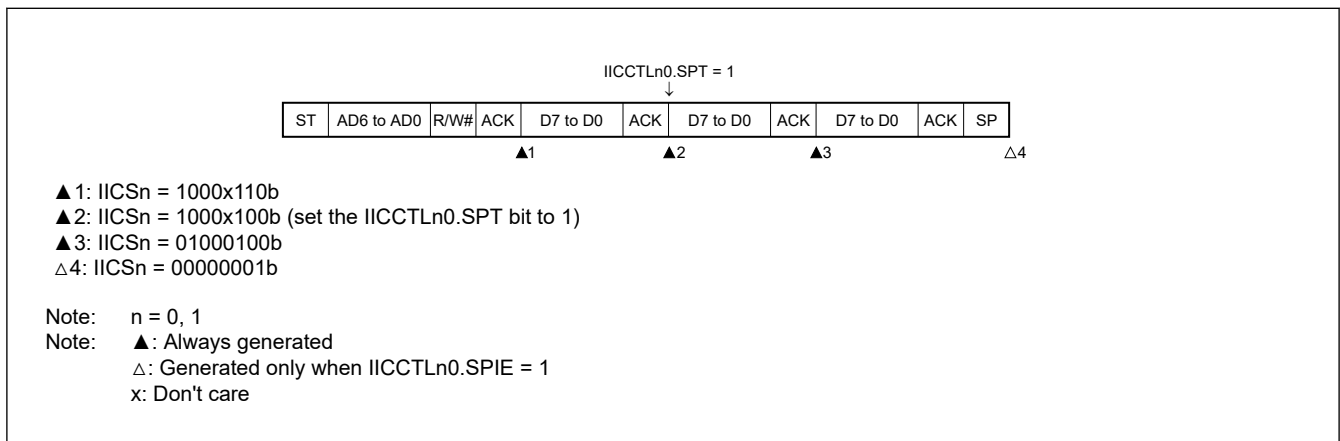 IICCTLn0.SPT = 1
↓
ST AD6 to AD0 R/W# ACK D7 to D0 ACK D7 to D0 ACK D7 to D0 ACK SP
▲1 ▲2 ▲3 △4
▲1: IICSn = 1000x110b
▲2: IICSn = 1000x100b (set the IICCTLn0.SPT bit to 1)
▲3: IICSn = 01000100b
△4: IICSn = 00000001b
Note: n = 0, 1
Note: ▲: Always generated
△: Generated only when IICCTLn0.SPIE = 1
x: Don't care